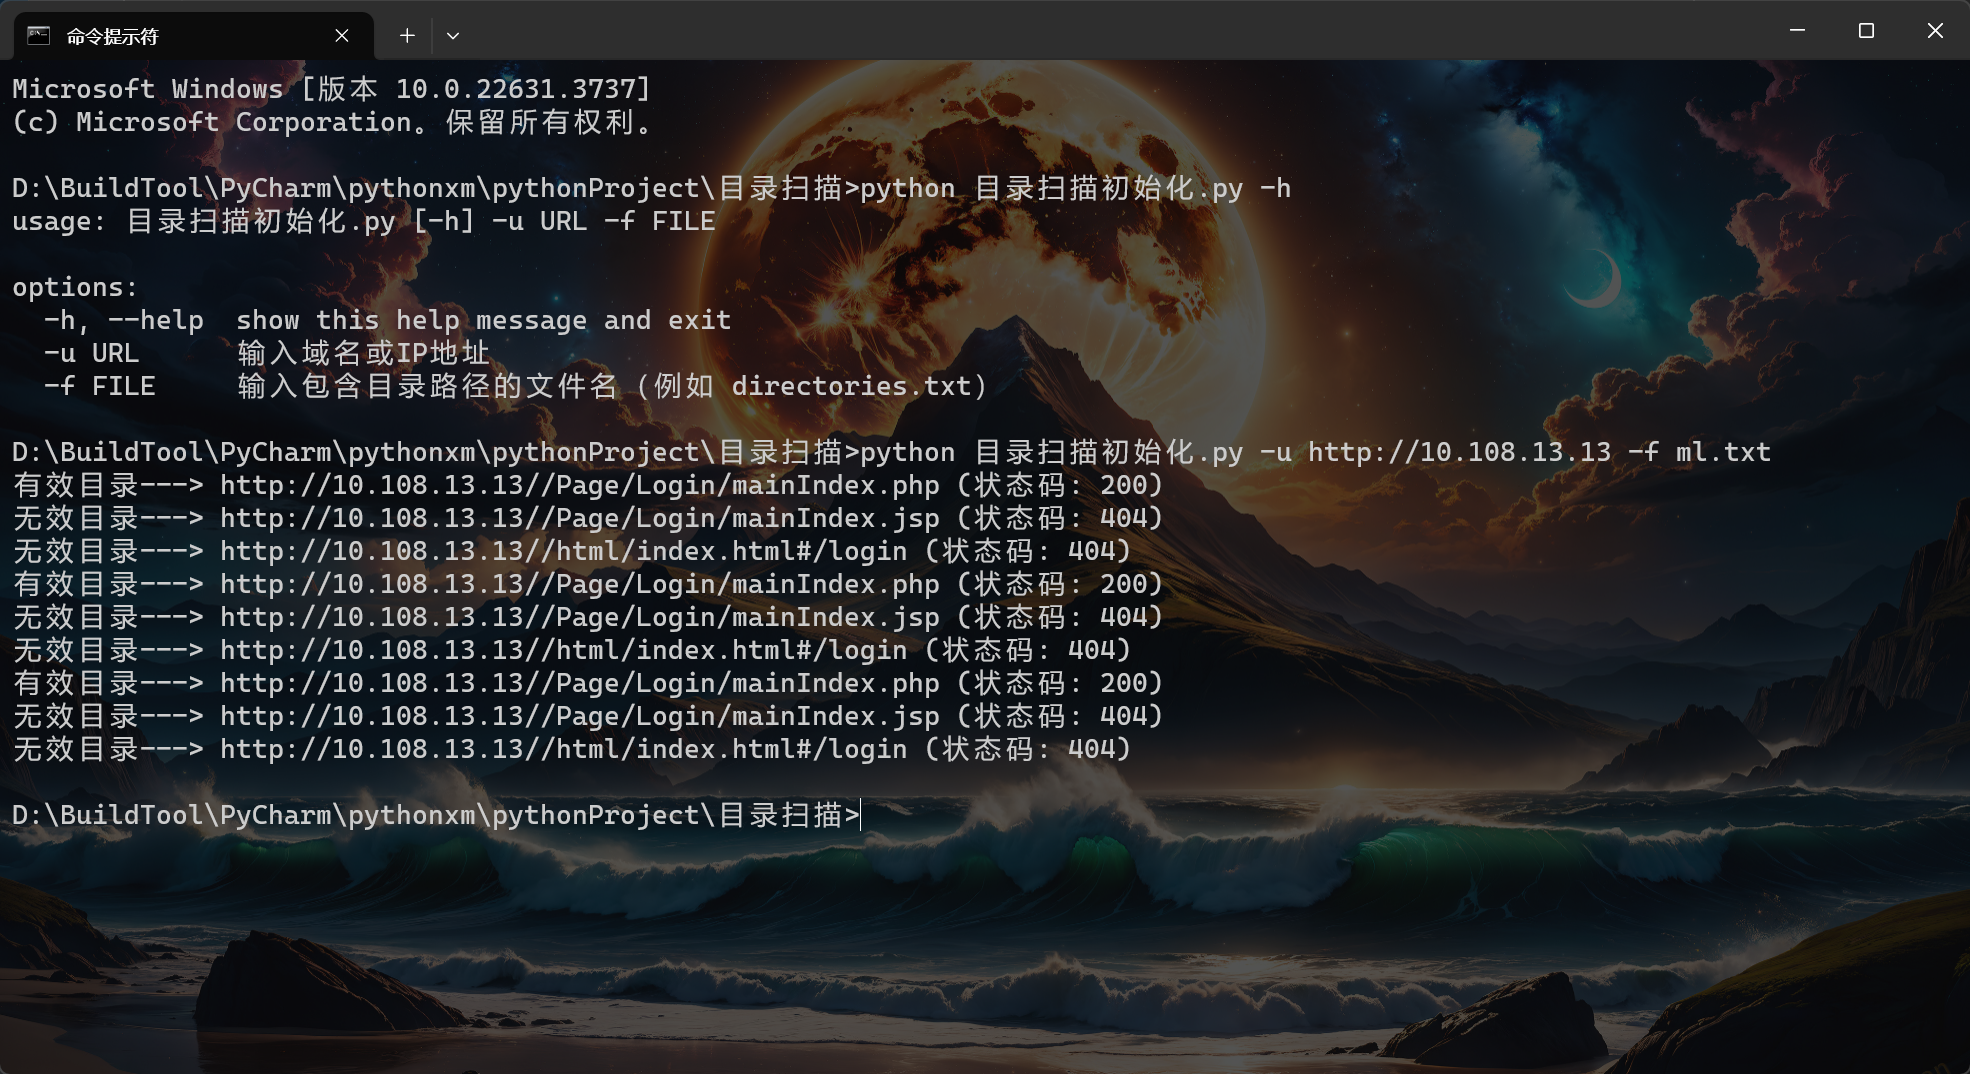 命令提示符
Microsoft Windows [版本 10.0.22631.3737]
(c) Microsoft Corporation。保留所有权利。
D:\BuildTool\PyCharm\pythonxm\pythonProject\目录扫描>python 目录扫描初始化.py -h
usage: 目录扫描初始化.py [-h] -u URL -f FILE
options:
  -h, --help  show this help message and exit
  -u URL      输入域名或IP地址
  -f FILE     输入包含目录路径的文件名（例如 directories.txt）
D:\BuildTool\PyCharm\pythonxm\pythonProject\目录扫描>python 目录扫描初始化.py -u http://10.108.13.13 -f ml.txt
有效目录---> http://10.108.13.13//Page/Login/mainIndex.php (状态码: 200)
无效目录---> http://10.108.13.13//Page/Login/mainIndex.jsp (状态码: 404)
无效目录---> http://10.108.13.13//html/index.html#/login (状态码: 404)
有效目录---> http://10.108.13.13//Page/Login/mainIndex.php (状态码: 200)
无效目录---> http://10.108.13.13//Page/Login/mainIndex.jsp (状态码: 404)
无效目录---> http://10.108.13.13//html/index.html#/login (状态码: 404)
有效目录---> http://10.108.13.13//Page/Login/mainIndex.php (状态码: 200)
无效目录---> http://10.108.13.13//Page/Login/mainIndex.jsp (状态码: 404)
无效目录---> http://10.108.13.13//html/index.html#/login (状态码: 404)
D:\BuildTool\PyCharm\pythonxm\pythonProject\目录扫描>